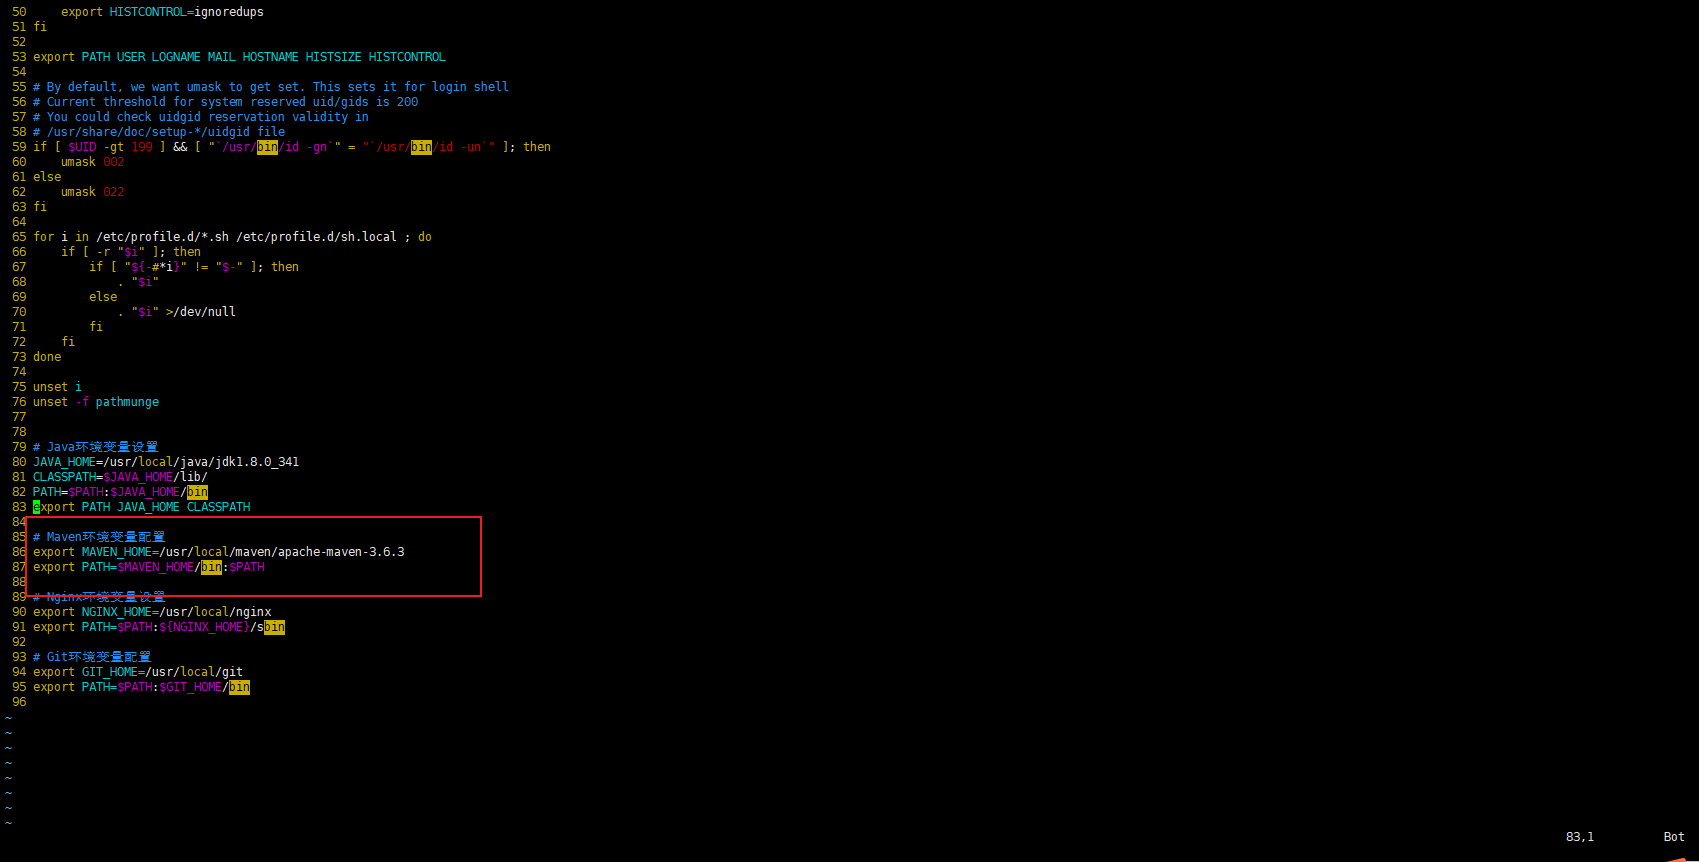 50     export HISTCONTROL=ignoredups
51 fi
52
53 export PATH USER LOGNAME MAIL HOSTNAME HISTSIZE HISTCONTROL
54
55 # By default, we want umask to get set. This sets it for login shell
56 # Current threshold for system reserved uid/gids is 200
57 # You could check uidgid reservation validity in
58 # /usr/share/doc/setup-*/uidgid file
59 if [ $UID -gt 199 ] && [ "`/usr/bin/id -gn`" = "`/usr/bin/id -un`" ]; then
60     umask 002
61 else
62     umask 022
63 fi
64
65 for i in /etc/profile.d/*.sh /etc/profile.d/sh.local ; do
66     if [ -r "$i" ]; then
67         if [ "${-#*i}" != "$-" ]; then
68             . "$i"
69         else
70             . "$i" >/dev/null
71         fi
72     fi
73 done
74
75 unset i
76 unset -f pathmunge
77
78
79 # Java环境变量设置
80 JAVA_HOME=/usr/local/java/jdk1.8.0_341
81 CLASSPATH=$JAVA_HOME/lib/
82 PATH=$PATH:$JAVA_HOME/bin
83 export PATH JAVA_HOME CLASSPATH
84
85 # Maven环境变量配置
86 export MAVEN_HOME=/usr/local/maven/apache-maven-3.6.3
87 export PATH=$MAVEN_HOME/bin:$PATH
88
89 # Nginx环境变量设置
90 export NGINX_HOME=/usr/local/nginx
91 export PATH=$PATH:${NGINX_HOME}/sbin
92
93 # Git环境变量配置
94 export GIT_HOME=/usr/local/git
95 export PATH=$PATH:$GIT_HOME/bin
96
~
~
~
~
~
~
~
~
83,1 Bot